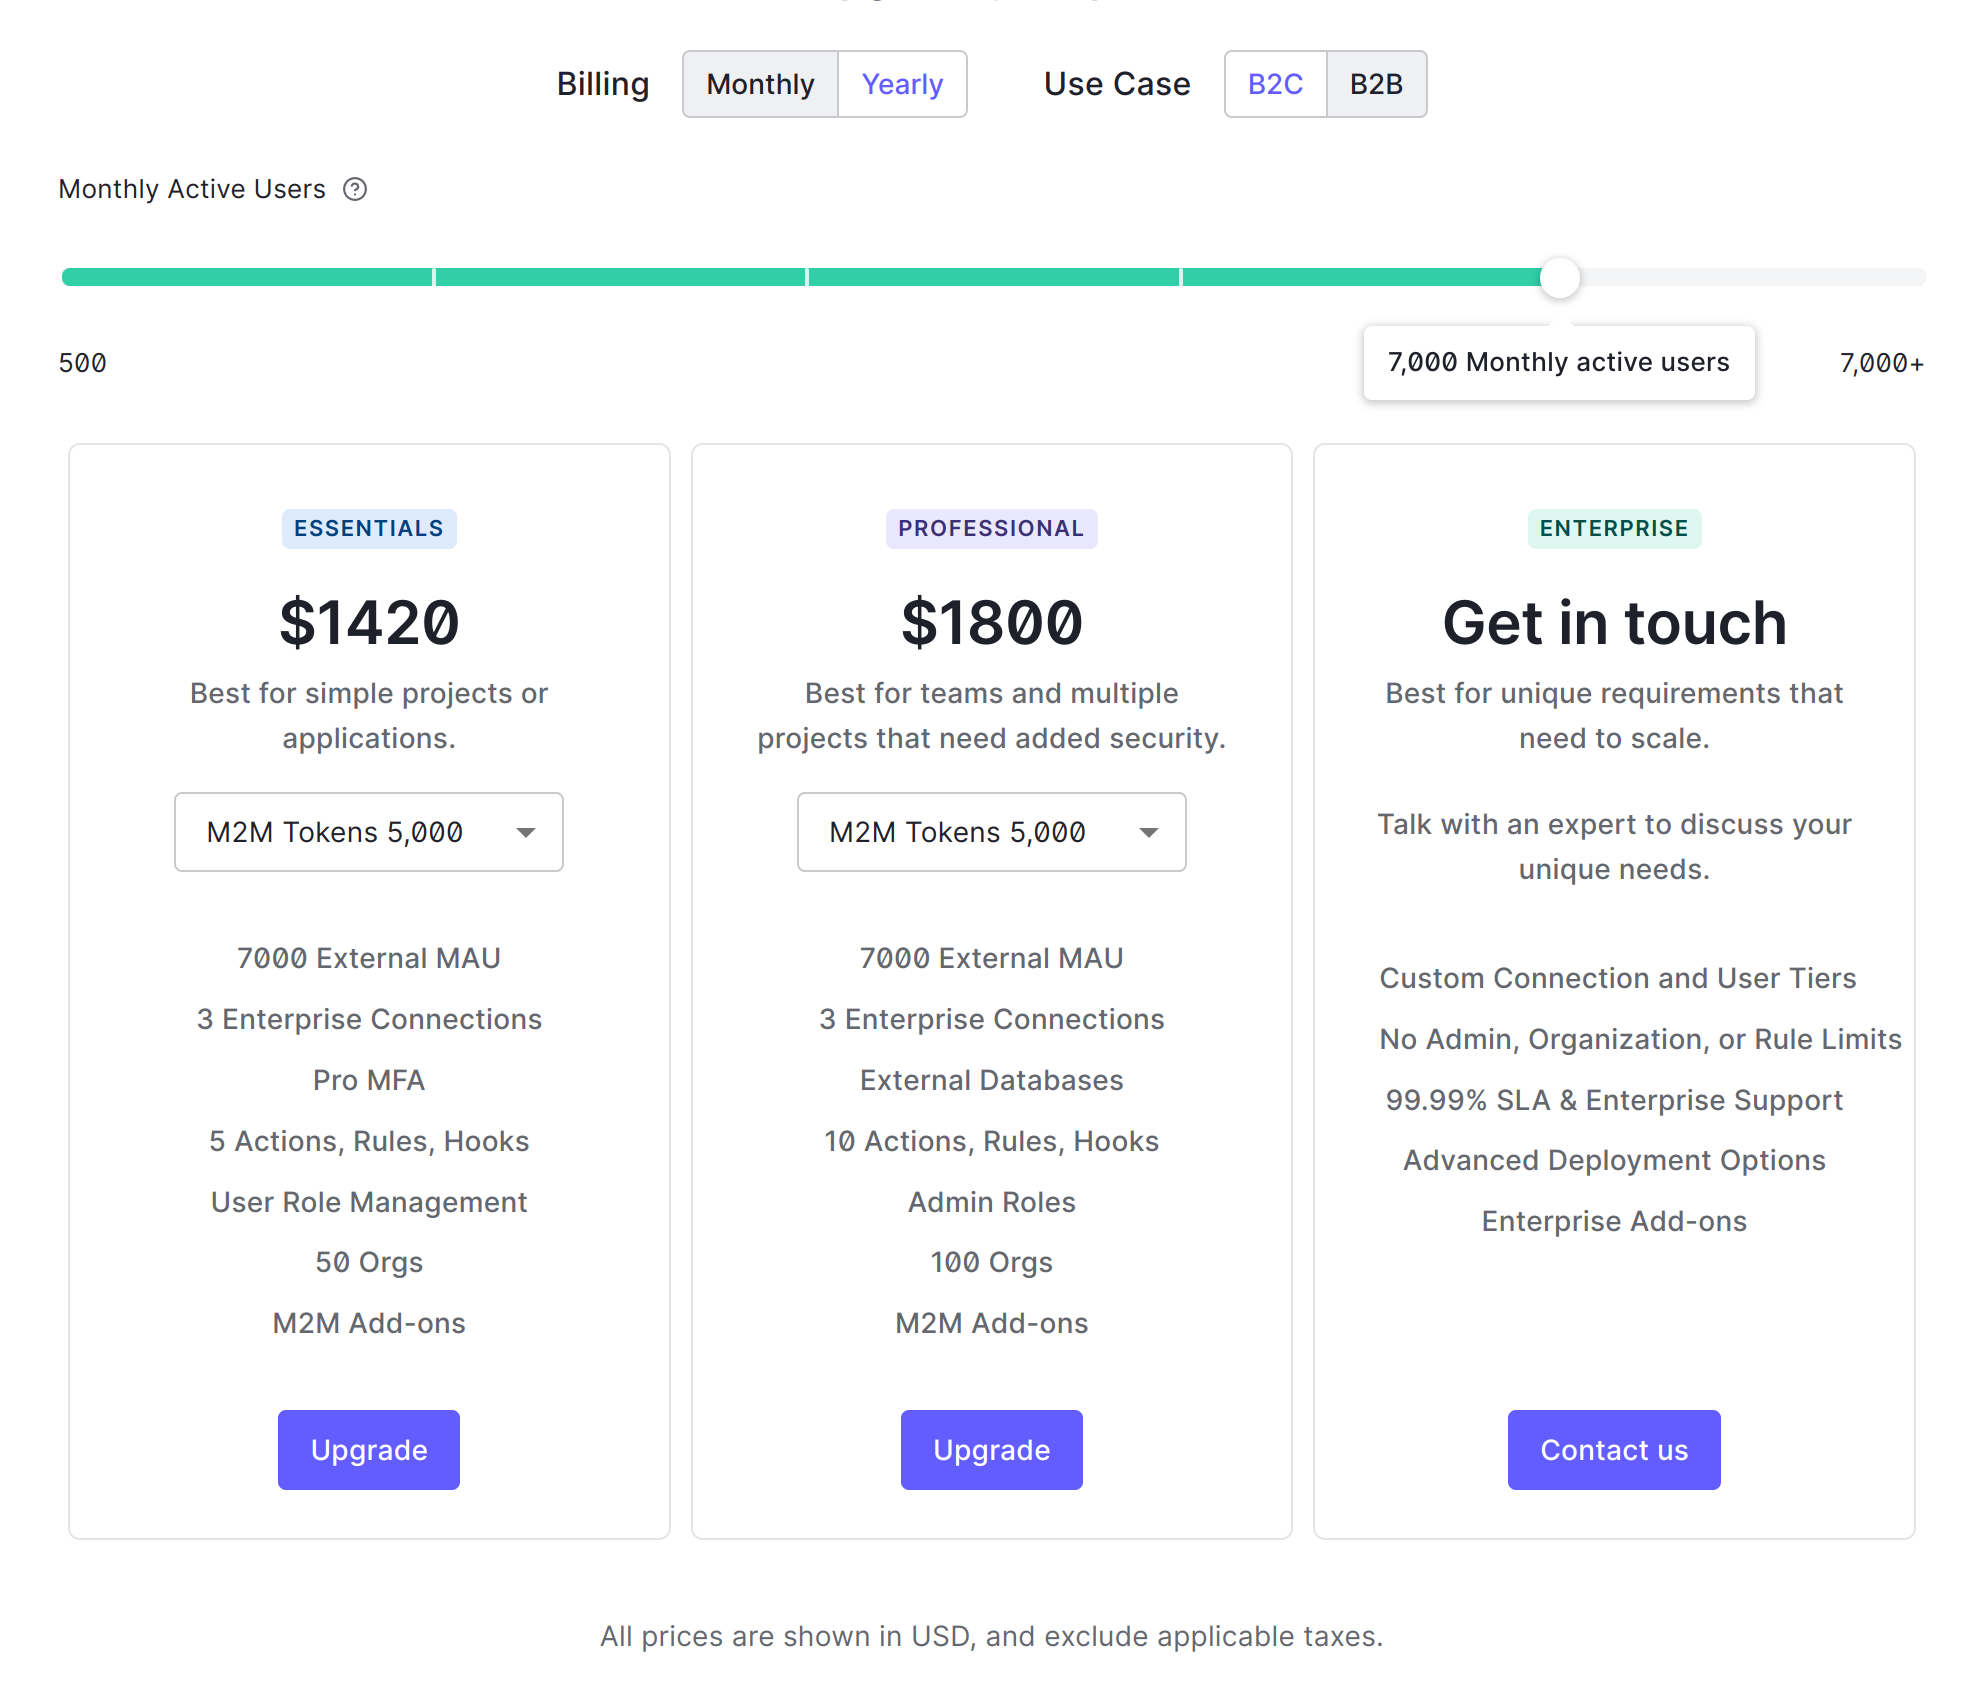 Billing Monthly Yearly Use Case B2C B2B
Monthly Active Users ?
500 7,000 Monthly active users 7,000+
ESSENTIALS
$1420
Best for simple projects or
applications.
M2M Tokens 5,000
7000 External MAU
3 Enterprise Connections
Pro MFA
5 Actions, Rules, Hooks
User Role Management
50 Orgs
M2M Add-ons
Upgrade
PROFESSIONAL
$1800
Best for teams and multiple
projects that need added security.
M2M Tokens 5,000
7000 External MAU
3 Enterprise Connections
External Databases
10 Actions, Rules, Hooks
Admin Roles
100 Orgs
M2M Add-ons
Upgrade
ENTERPRISE
Get in touch
Best for unique requirements that
need to scale.
Talk with an expert to discuss your
unique needs.
Custom Connection and User Tiers
No Admin, Organization, or Rule Limits
99.99% SLA & Enterprise Support
Advanced Deployment Options
Enterprise Add-ons
Contact us
All prices are shown in USD, and exclude applicable taxes.